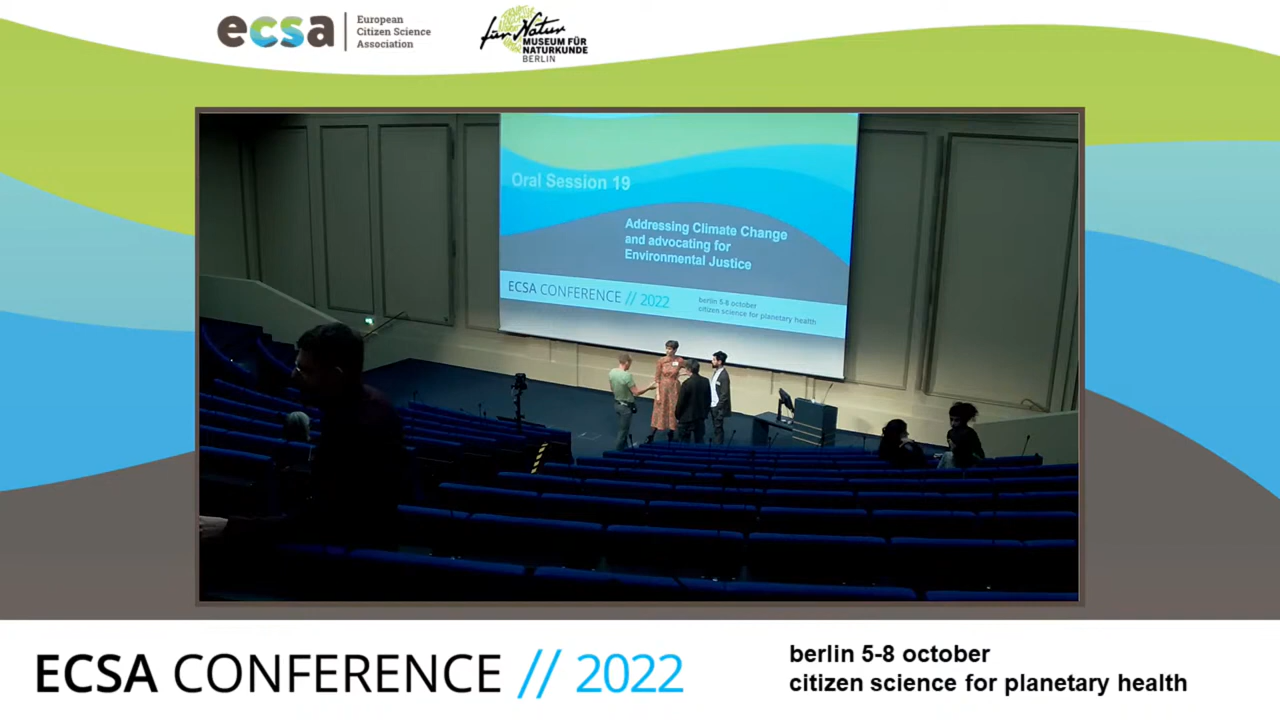 ecsa
European
Citizen Science
Association
für Natur
MUSEUM FÜR
NATURKUNDE
BERLIN
Oral Session 19
Addressing Climate Change
and advocating for
Environmental Justice
ECSA CONFERENCE // 2022
berlin 5-8 october
citizen science for planetary health
ECSA CONFERENCE // 2022
berlin 5-8 october
citizen science for planetary health